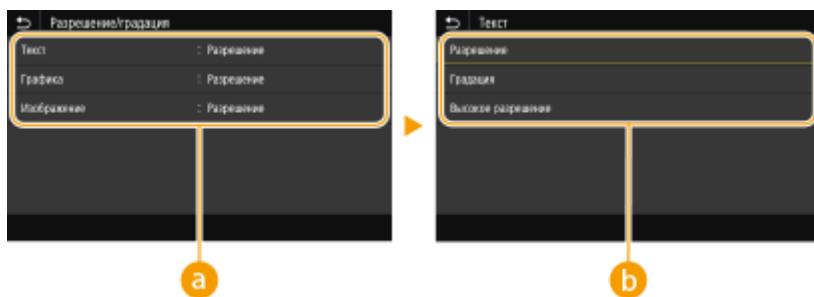 Разрешение/градация
Текст : Разрешение
Графика : Разрешение
Изображение : Разрешение
a
Текст
Разрешение
Градация
Высокое разрешение
b